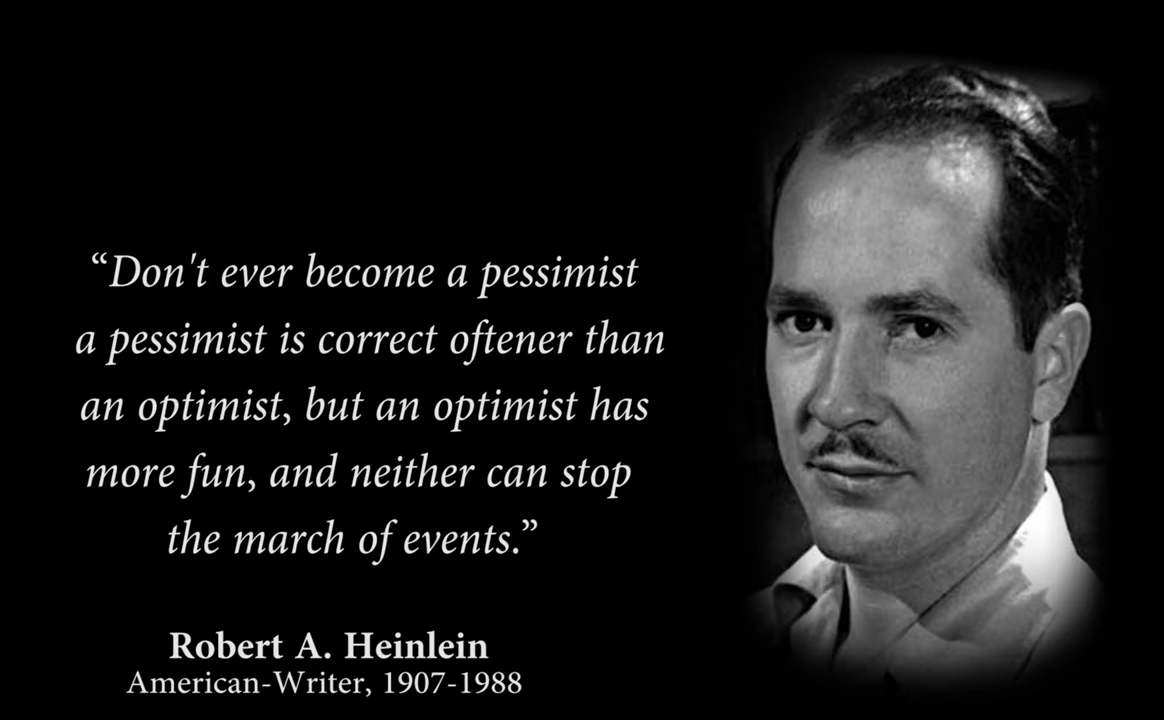 “Don't ever become a pessimist
a pessimist is correct oftener than
an optimist, but an optimist has
more fun, and neither can stop
the march of events.”
Robert A. Heinlein
American-Writer, 1907-1988